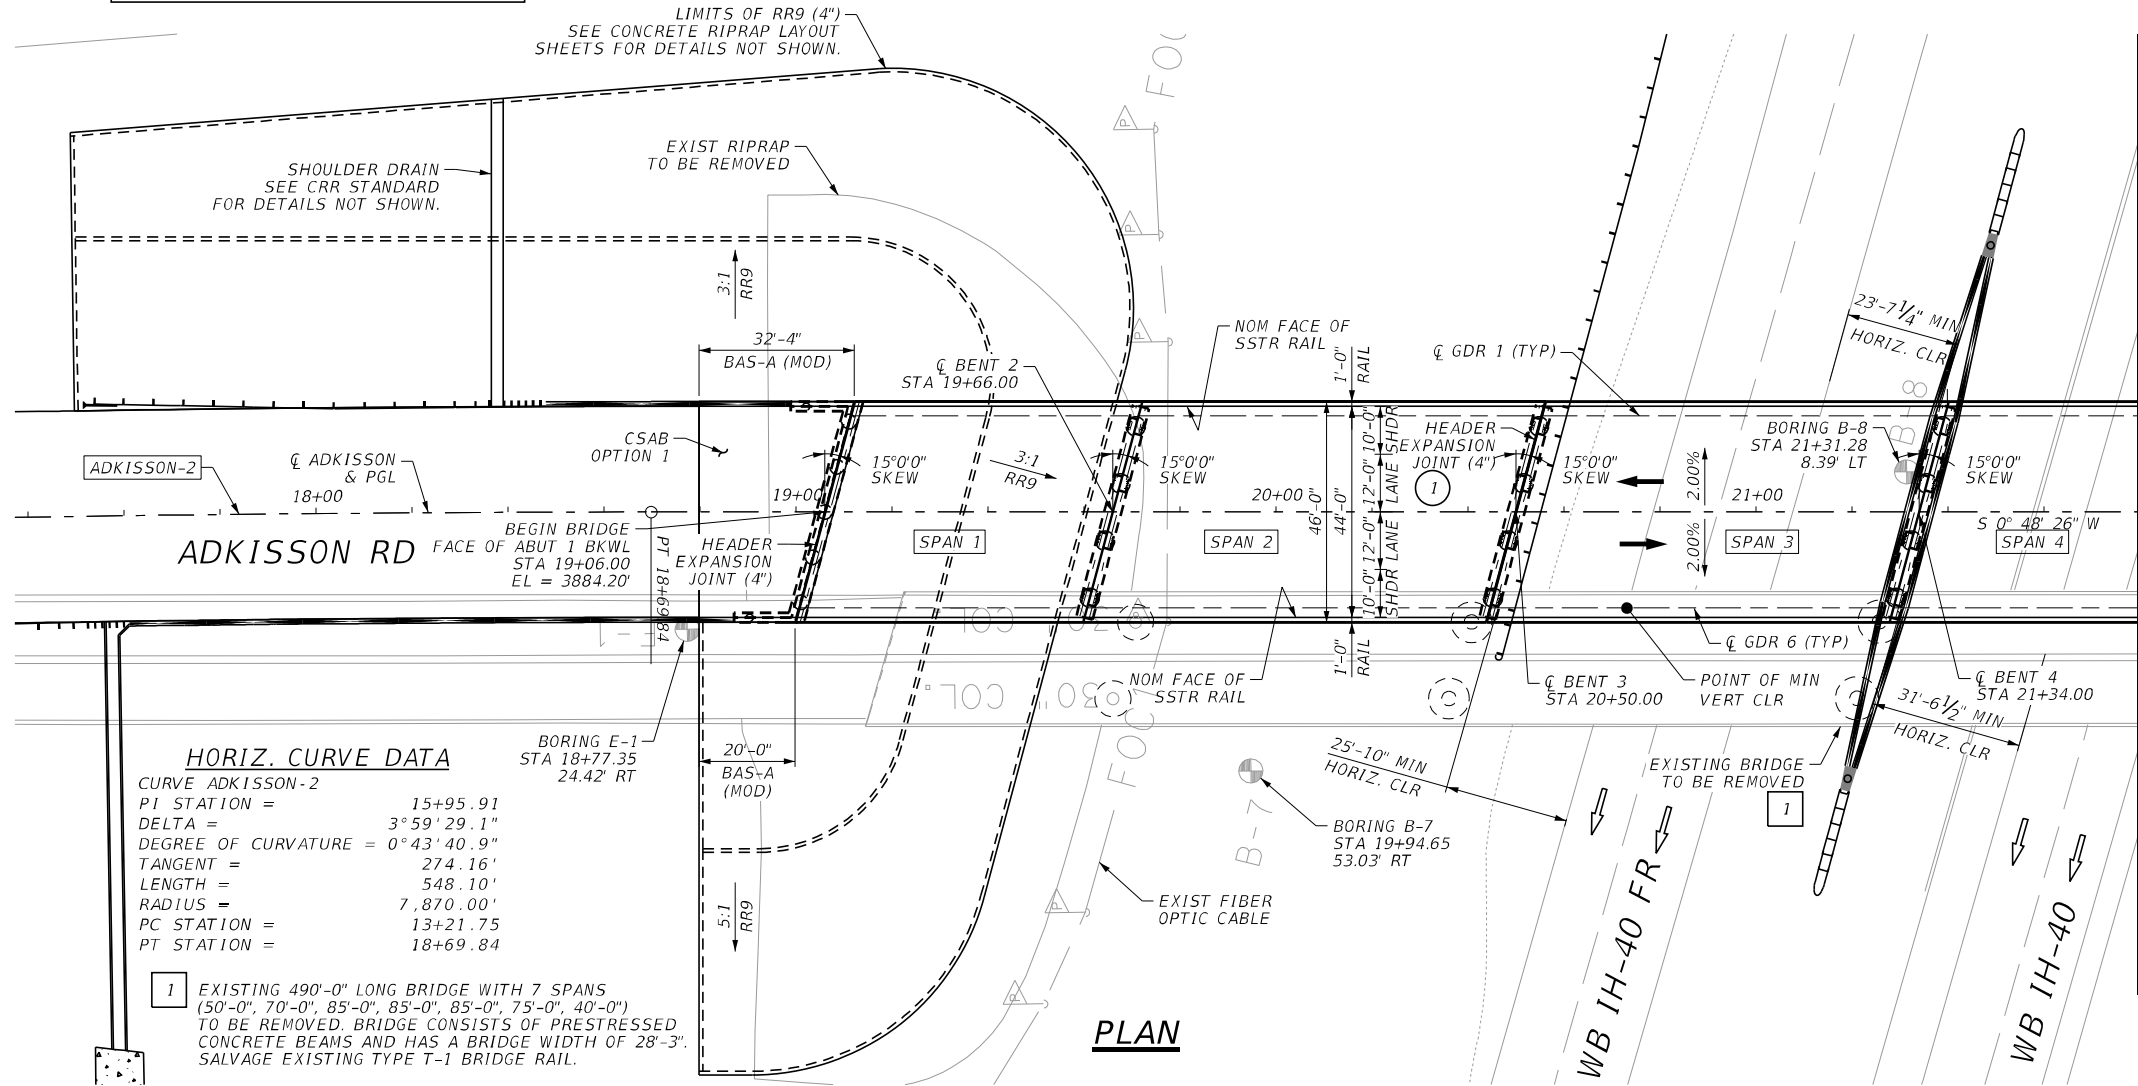 LIMITS OF RR9 (4")
SEE CONCRETE RIPRAP LAYOUT
SHEETS FOR DETAILS NOT SHOWN.
EXIST RIPRAP
TO BE REMOVED
SHOULDER DRAIN
SEE CRR STANDARD
FOR DETAILS NOT SHOWN.
3:1
RR9
32'-4"
BAS-A (MOD)
℄ BENT 2
STA 19+66.00
NOM FACE OF
SSTR RAIL
1'-0"
RAIL
℄ GDR 1 (TYP)
23'-7 1/4" MIN
HORIZ. CLR
B-8
FOC
P
P
P
P
P
P
CSAB
OPTION 1
ADKISSON-2
℄ ADKISSON
& PGL
18+00
19+00
15°0'0"
SKEW
3:1
RR9
15°0'0"
SKEW
20+00
46'-0"
44'-0"
10'-0"
SHDR
12'-0"
LANE
12'-0"
LANE
10'-0"
SHDR
HEADER
EXPANSION
JOINT (4")
1
15°0'0"
SKEW
2.00%
2.00%
21+00
BORING B-8
STA 21+31.28
8.39' LT
15°0'0"
SKEW
S 0° 48' 26" W
ADKISSON RD
BEGIN BRIDGE
FACE OF ABUT 1 BKWL
STA 19+06.00
EL = 3884.20'
PT 18+69.84
HEADER
EXPANSION
JOINT (4")
SPAN 1
SPAN 2
SPAN 3
SPAN 4
30" COL.
NOM FACE OF
SSTR RAIL
1'-0"
RAIL
℄ GDR 6 (TYP)
℄ BENT 3
STA 20+50.00
POINT OF MIN
VERT CLR
℄ BENT 4
STA 21+34.00
31'-6 1/2" MIN
HORIZ. CLR
25'-10" MIN
HORIZ. CLR
EXISTING BRIDGE
TO BE REMOVED
1
BORING E-1
STA 18+77.35
24.42' RT
20'-0"
BAS-A
(MOD)
5:1
RR9
FOC
B-7
BORING B-7
STA 19+94.65
53.03' RT
EXIST FIBER
OPTIC CABLE
WB IH-40 FR
WB IH-40
HORIZ. CURVE DATA
CURVE ADKISSON-2
PI STATION = 15+95.91
DELTA = 3°59'29.1"
DEGREE OF CURVATURE = 0°43'40.9"
TANGENT = 274.16'
LENGTH = 548.10'
RADIUS = 7,870.00'
PC STATION = 13+21.75
PT STATION = 18+69.84
1
EXISTING 490'-0" LONG BRIDGE WITH 7 SPANS
(50'-0", 70'-0", 85'-0", 85'-0", 85'-0", 75'-0", 40'-0")
TO BE REMOVED. BRIDGE CONSISTS OF PRESTRESSED
CONCRETE BEAMS AND HAS A BRIDGE WIDTH OF 28'-3".
SALVAGE EXISTING TYPE T-1 BRIDGE RAIL.
PLAN